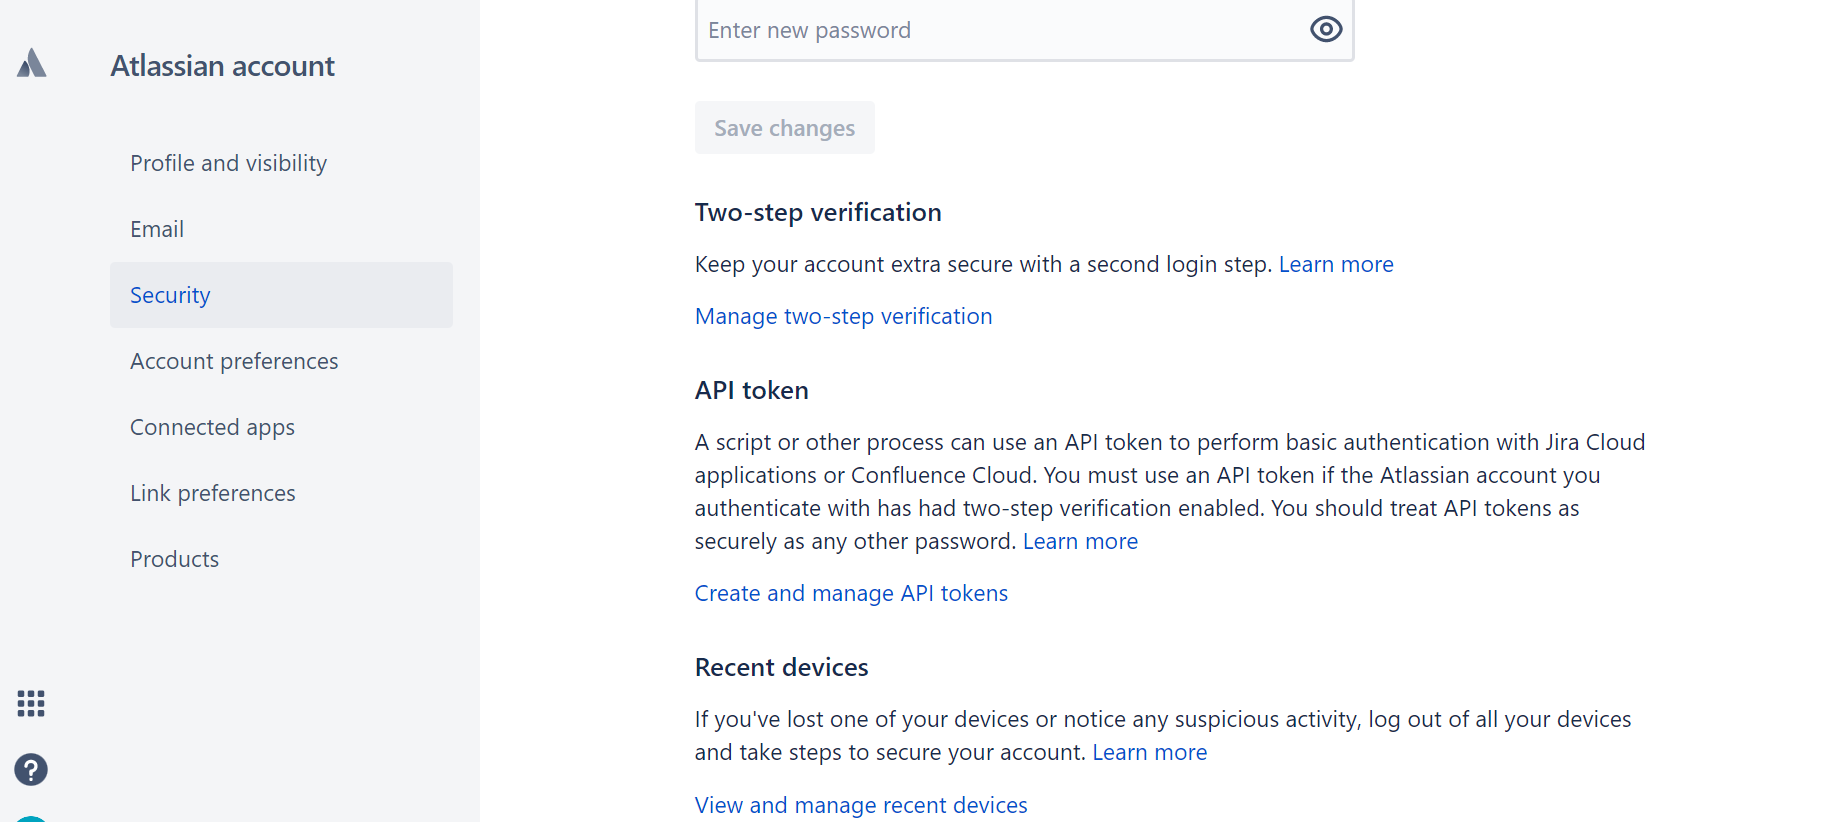 Atlassian account
Profile and visibility
Email
Security
Account preferences
Connected apps
Link preferences
Products
Enter new password
Save changes
Two-step verification
Keep your account extra secure with a second login step. Learn more
Manage two-step verification
API token
A script or other process can use an API token to perform basic authentication with Jira Cloud
applications or Confluence Cloud. You must use an API token if the Atlassian account you
authenticate with has had two-step verification enabled. You should treat API tokens as
securely as any other password. Learn more
Create and manage API tokens
Recent devices
If you've lost one of your devices or notice any suspicious activity, log out of all your devices
and take steps to secure your account. Learn more
View and manage recent devices